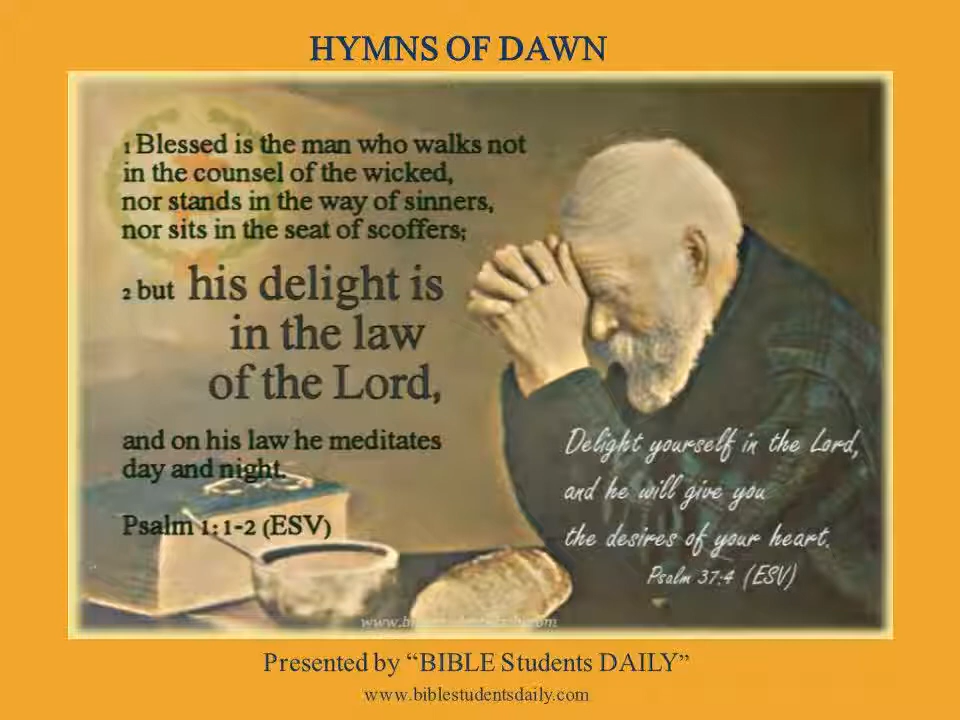 HYMNS OF DAWN
1 Blessed is the man who walks not
in the counsel of the wicked,
nor stands in the way of sinners,
nor sits in the seat of scoffers;
2 but his delight is
in the law
of the Lord,
and on his law he meditates
day and night.
Psalm 1:1-2 (ESV)
Delight yourself in the Lord,
and he will give you
the desires of your heart.
Psalm 37:4 (ESV)
Presented by “BIBLE Students DAILY”
www.biblestudentsdaily.com